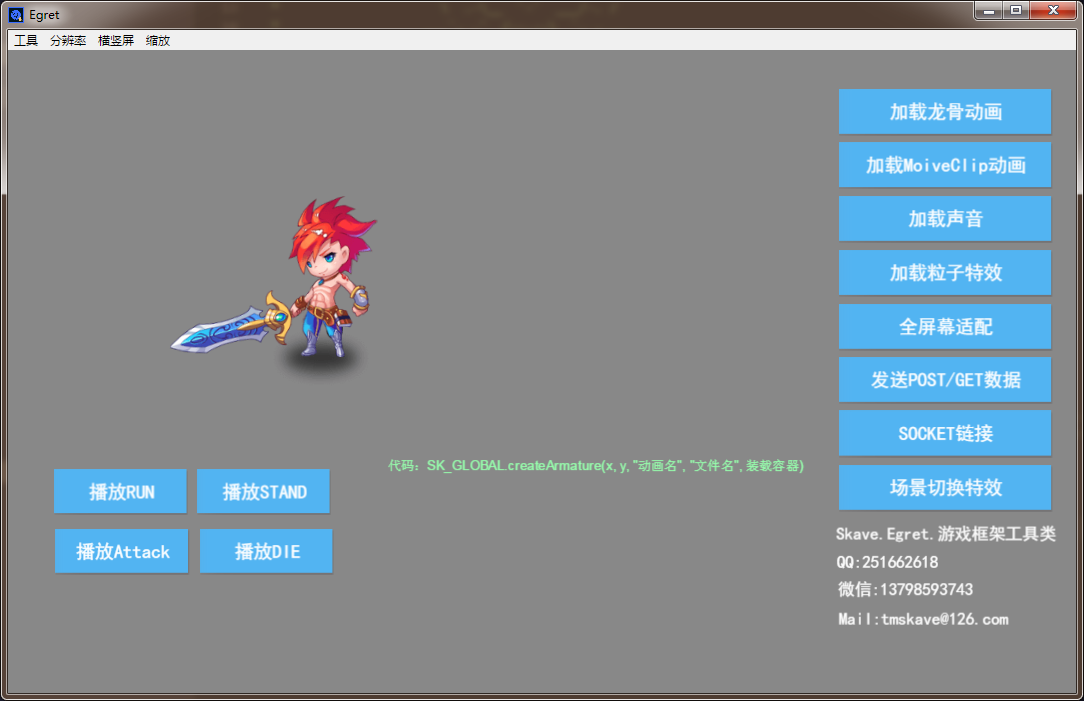 Egret
工具 分辨率 横竖屏 缩放
加载龙骨动画
加载MoiveClip动画
加载声音
加载粒子特效
全屏幕适配
发送POST/GET数据
SOCKET链接
场景切换特效
代码：SK_GLOBAL.createArmature(x, y, "动画名", "文件名", 装载容器)
播放RUN 播放STAND
播放Attack 播放DIE
Skave.Egret.游戏框架工具类
QQ:251662618
微信:13798593743
Mail:tmskave@126.com